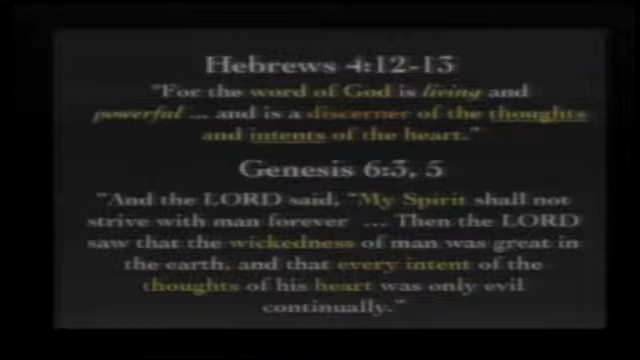 Hebrews 4:12-13
"For the word of God is living and
powerful ... and is a discerner of the thoughts
and intents of the heart."
Genesis 6:3, 5
"And the LORD said, "My Spirit shall not
strive with man forever ... Then the LORD
saw that the wickedness of man was great in
the earth, and that every intent of the
thoughts of his heart was only evil
continually."